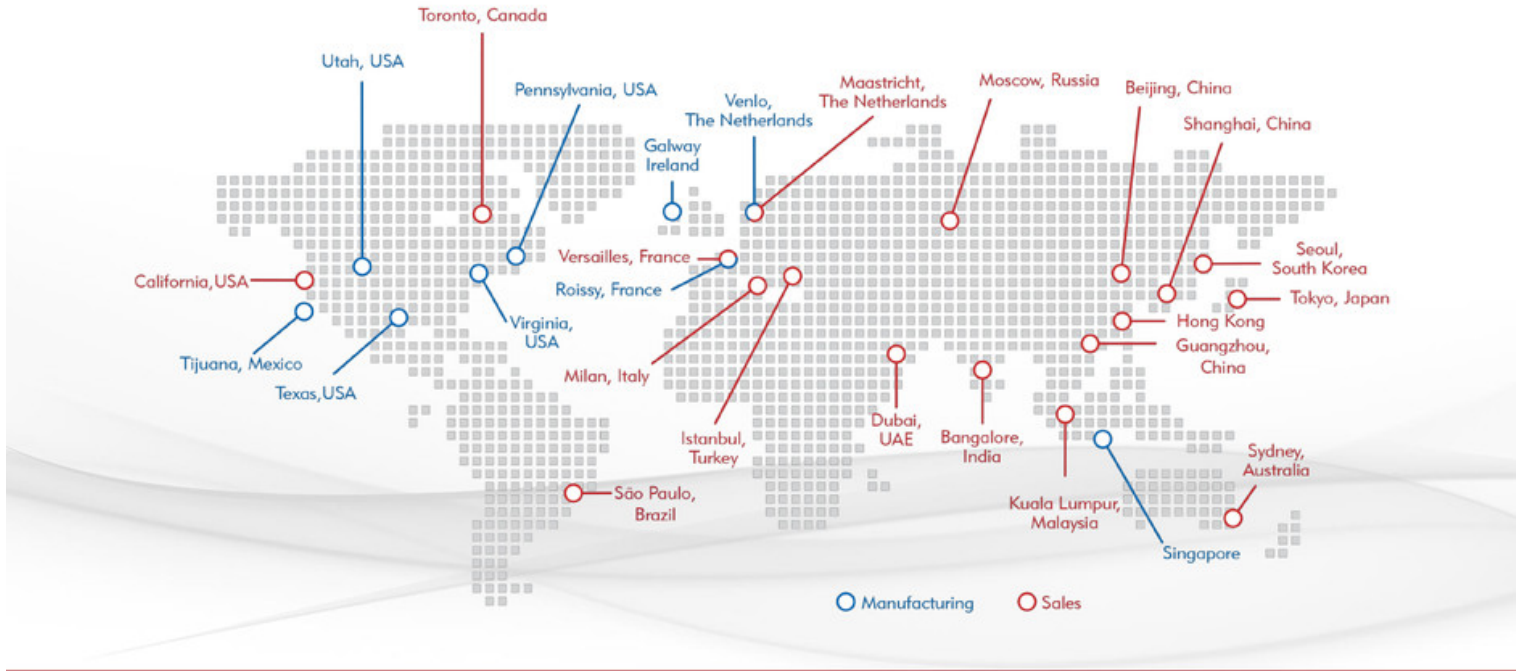 Toronto, Canada
Utah, USA
Pennsylvania, USA
Venlo,
The Netherlands
Maastricht,
The Netherlands
Moscow, Russia
Beijing, China
Shanghai, China
Galway
Ireland
California,USA
Versailles, France
Roissy, France
Seoul,
South Korea
Tokyo, Japan
Hong Kong
Guangzhou,
China
Virginia,
USA
Tijuana, Mexico
Texas,USA
Milan, Italy
Istanbul,
Turkey
Dubai,
UAE
Bangalore,
India
Kuala Lumpur,
Malaysia
Sydney,
Australia
São Paulo,
Brazil
Singapore
Manufacturing
Sales